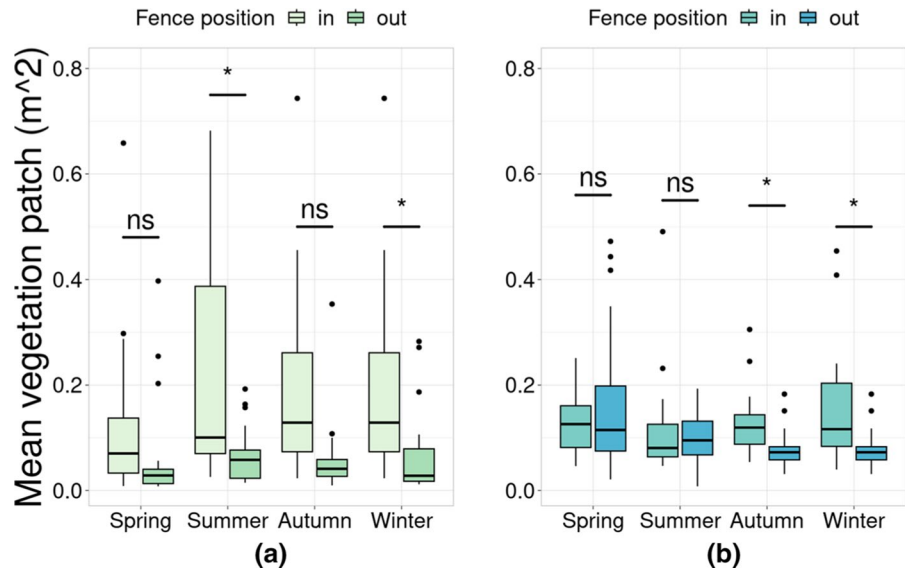 Fence position in out
Fence position in out
Mean vegetation patch (m^2)
0.8
0.6
0.4
0.2
0.0
ns
*
ns
*
Spring Summer Autumn Winter
(a)
0.8
0.6
0.4
0.2
0.0
ns
ns
*
*
Spring Summer Autumn Winter
(b)